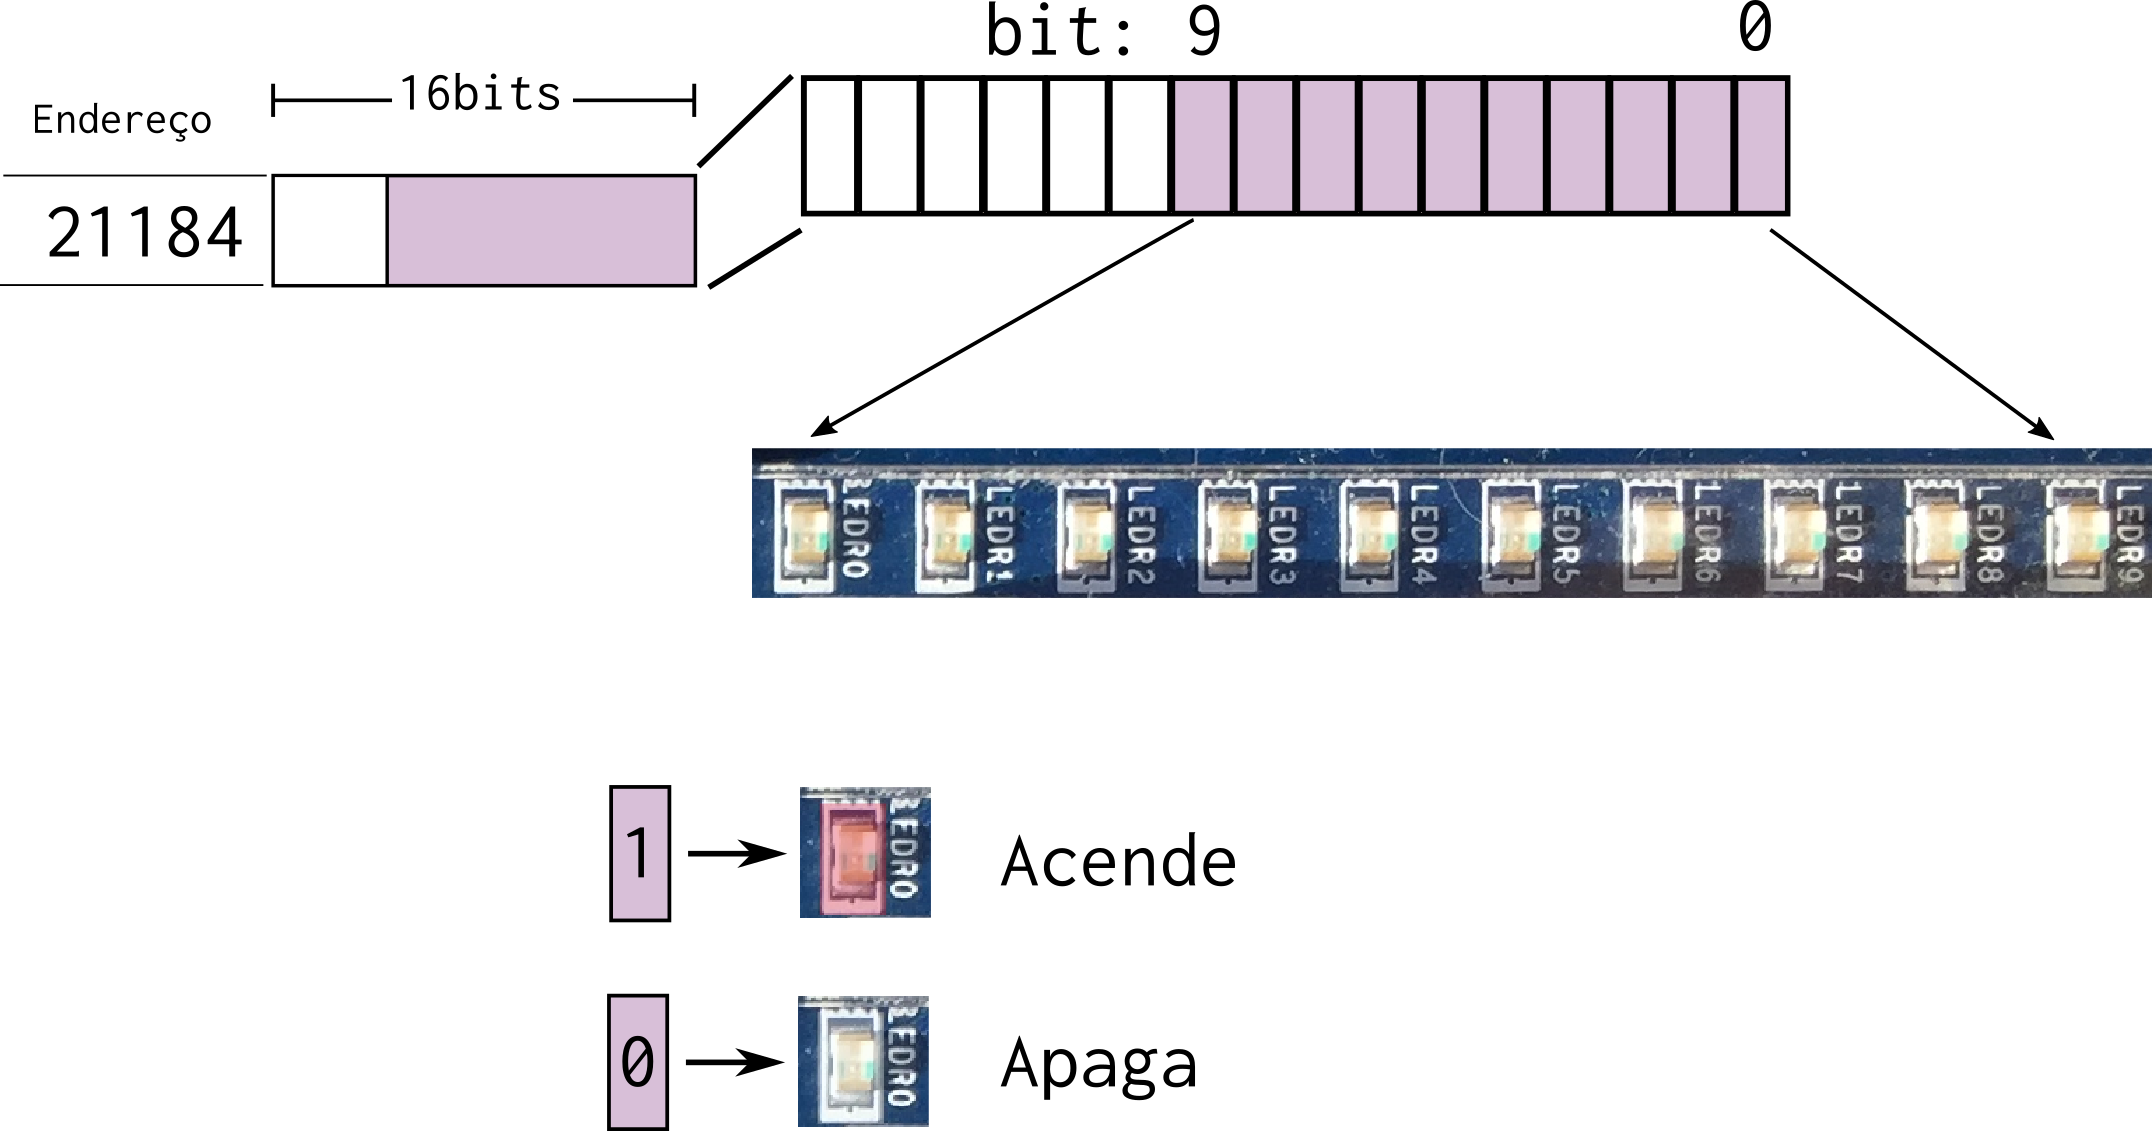 bit: 9 0
16bits
Endereço
21184
LEDR0 LEDR1 LEDR2 LEDR3 LEDR4 LEDR5 LEDR6 LEDR7 LEDR8 LEDR9
1 LEDR0 Acende
0 LEDR0 Apaga